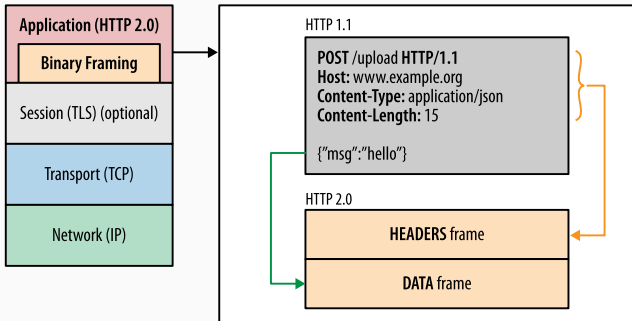 Application (HTTP 2.0)
Binary Framing
Session (TLS) (optional)
Transport (TCP)
Network (IP)
HTTP 1.1
POST /upload HTTP/1.1
Host: www.example.org
Content-Type: application/json
Content-Length: 15
{"msg":"hello"}
HTTP 2.0
HEADERS frame
DATA frame